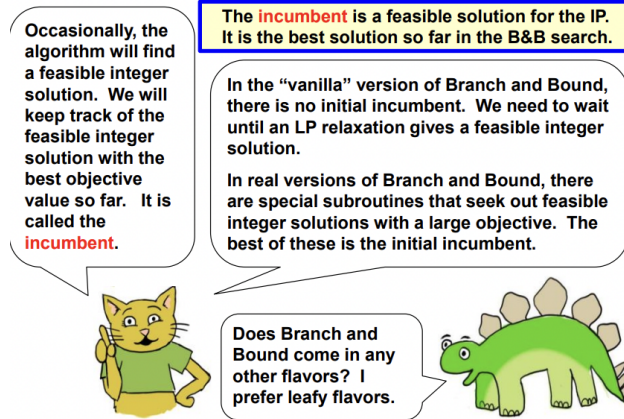 The incumbent is a feasible solution for the IP.
It is the best solution so far in the B&B search.
Occasionally, the
algorithm will find
a feasible integer
solution.  We will
keep track of the
feasible integer
solution with the
best objective
value so far.   It is
called the
incumbent.
In the “vanilla” version of Branch and Bound,
there is no initial incumbent.  We need to wait
until an LP relaxation gives a feasible integer
solution.
In real versions of Branch and Bound, there
are special subroutines that seek out feasible
integer solutions with a large objective.  The
best of these is the initial incumbent.
Does Branch and
Bound come in any
other flavors?  I
prefer leafy flavors.